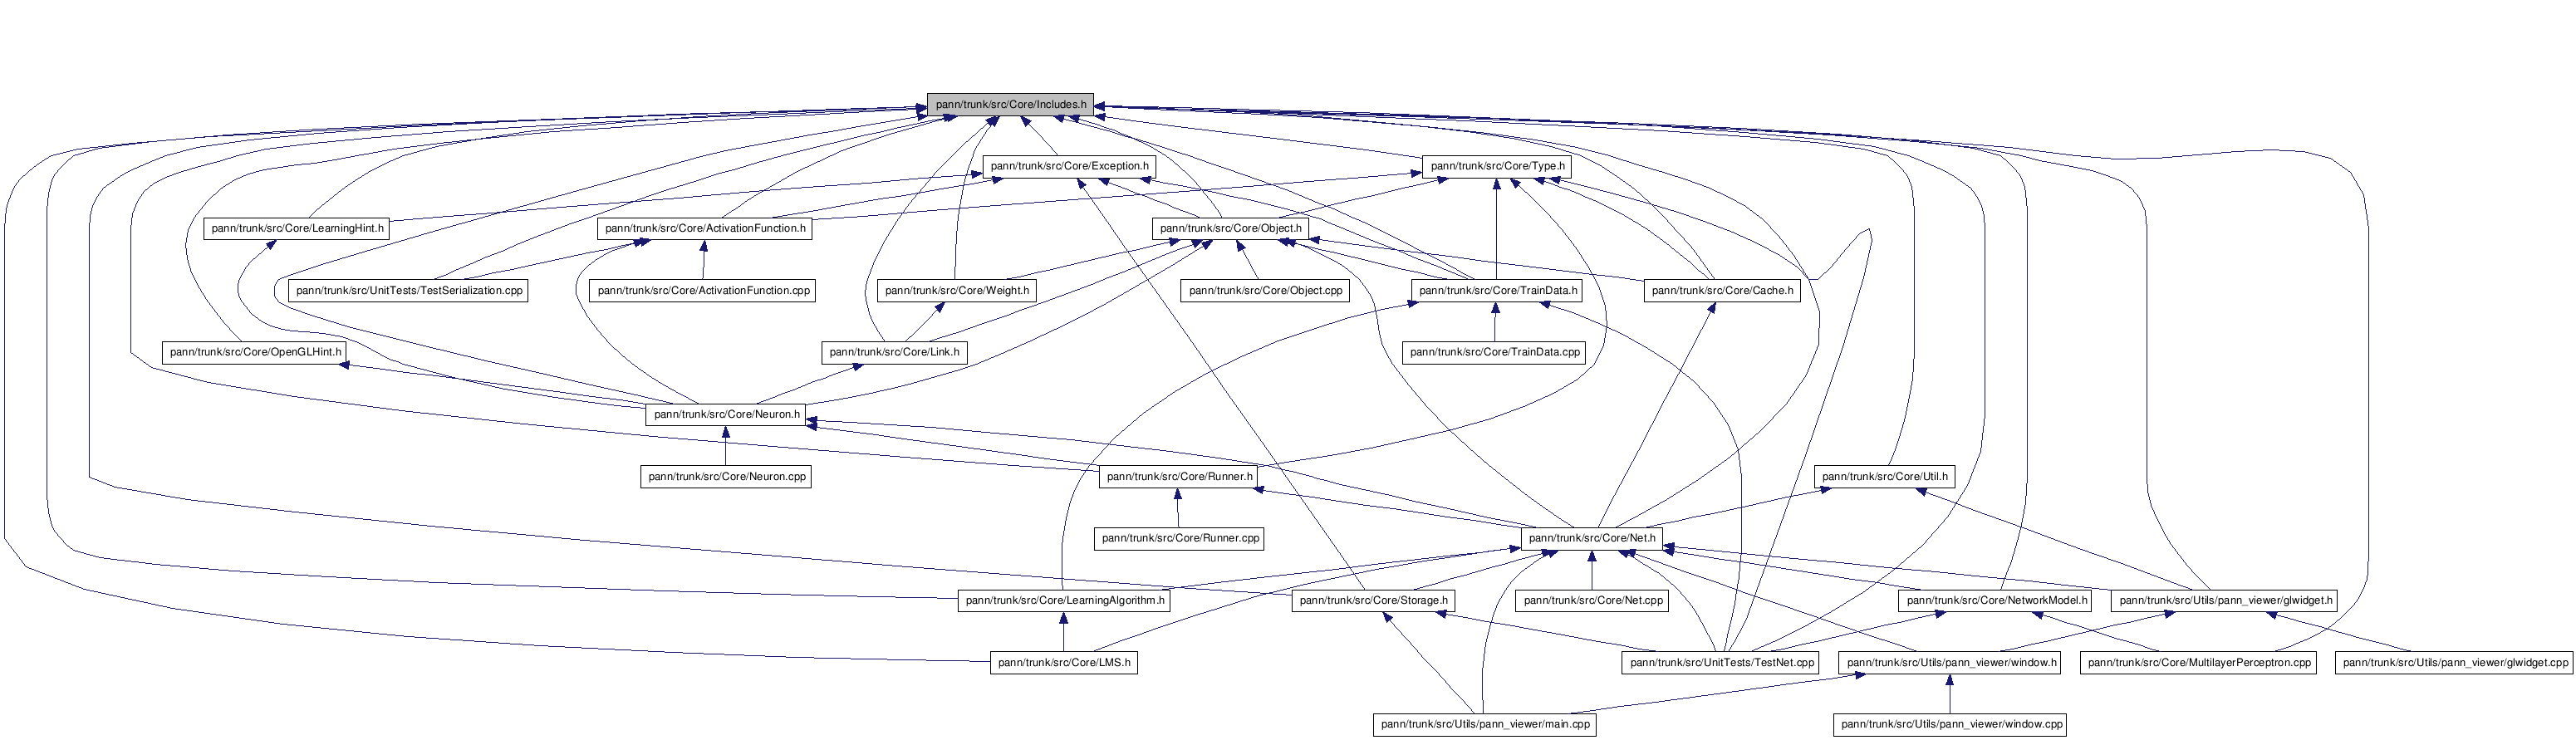 pann/trunk/src/Core/Includes.h
pann/trunk/src/Core/Exception.h
pann/trunk/src/Core/Type.h
pann/trunk/src/Core/LearningHint.h
pann/trunk/src/Core/ActivationFunction.h
pann/trunk/src/Core/Object.h
pann/trunk/src/UnitTests/TestSerialization.cpp
pann/trunk/src/Core/ActivationFunction.cpp
pann/trunk/src/Core/Weight.h
pann/trunk/src/Core/Object.cpp
pann/trunk/src/Core/TrainData.h
pann/trunk/src/Core/Cache.h
pann/trunk/src/Core/OpenGLHint.h
pann/trunk/src/Core/Link.h
pann/trunk/src/Core/TrainData.cpp
pann/trunk/src/Core/Neuron.h
pann/trunk/src/Core/Neuron.cpp
pann/trunk/src/Core/Runner.h
pann/trunk/src/Core/Util.h
pann/trunk/src/Core/Runner.cpp
pann/trunk/src/Core/Net.h
pann/trunk/src/Core/LearningAlgorithm.h
pann/trunk/src/Core/Storage.h
pann/trunk/src/Core/Net.cpp
pann/trunk/src/Core/NetworkModel.h
pann/trunk/src/Utils/pann_viewer/glwidget.h
pann/trunk/src/Core/LMS.h
pann/trunk/src/UnitTests/TestNet.cpp
pann/trunk/src/Utils/pann_viewer/window.h
pann/trunk/src/Core/MultilayerPerceptron.cpp
pann/trunk/src/Utils/pann_viewer/glwidget.cpp
pann/trunk/src/Utils/pann_viewer/main.cpp
pann/trunk/src/Utils/pann_viewer/window.cpp